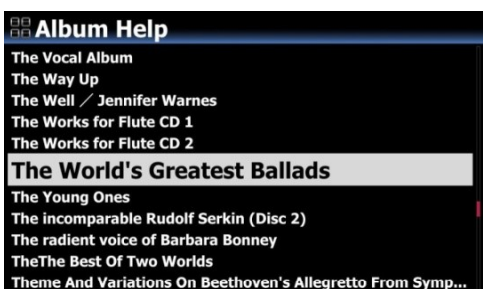 Album Help
The Vocal Album
The Way Up
The Well ／ Jennifer Warnes
The Works for Flute CD 1
The Works for Flute CD 2
The World's Greatest Ballads
The Young Ones
The incomparable Rudolf Serkin (Disc 2)
The radient voice of Barbara Bonney
TheThe Best Of Two Worlds
Theme And Variations On Beethoven's Allegretto From Symp...